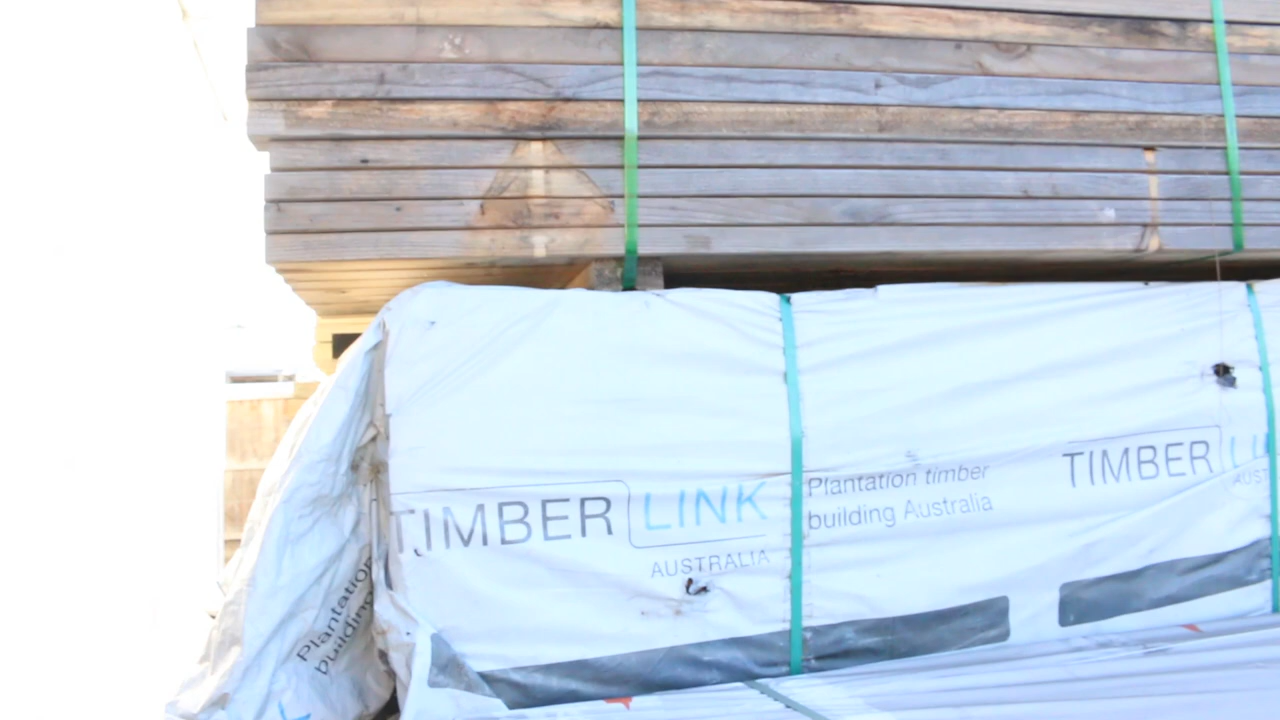 TIMBER LINK
AUSTRALIA
Plantation timber
building Australia
TIMBER
Plantation
building